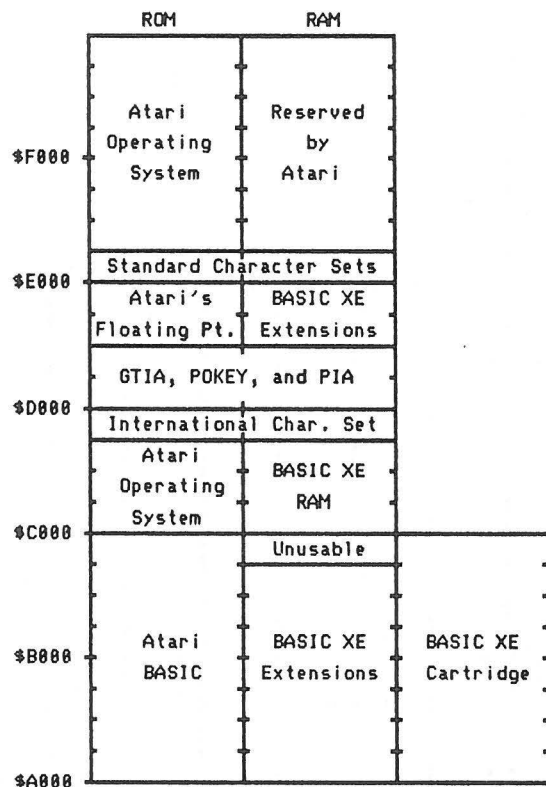 ROM RAM
Atari Reserved
Operating by
$F000 System Atari
Standard Character Sets
$E000
Atari's BASIC XE
Floating Pt. Extensions
GTIA, POKEY, and PIA
$D000
International Char. Set
Atari BASIC XE
Operating RAM
System
$C000
Unusable
Atari BASIC XE BASIC XE
$B000 BASIC Extensions Cartridge
$A000